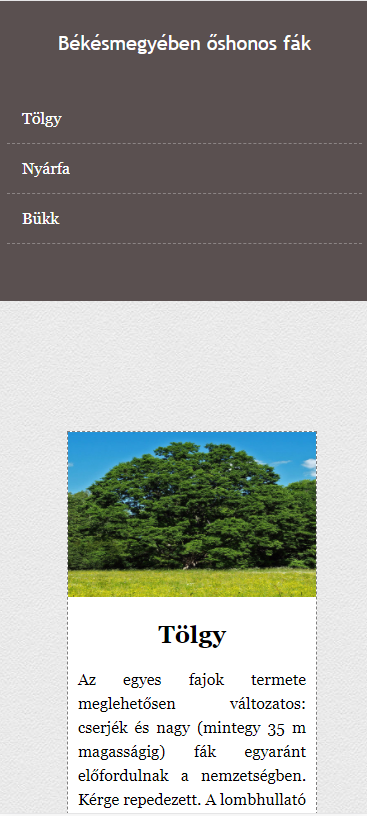 Békésmegyében őshonos fák
Tölgy
Nyárfa
Bükk
Tölgy
Az egyes fajok termete
meglehetősen változatos:
cserjék és nagy (mintegy 35 m
magasságig) fák egyaránt
előfordulnak a nemzetségben.
Kérge repedezett. A lombhullató